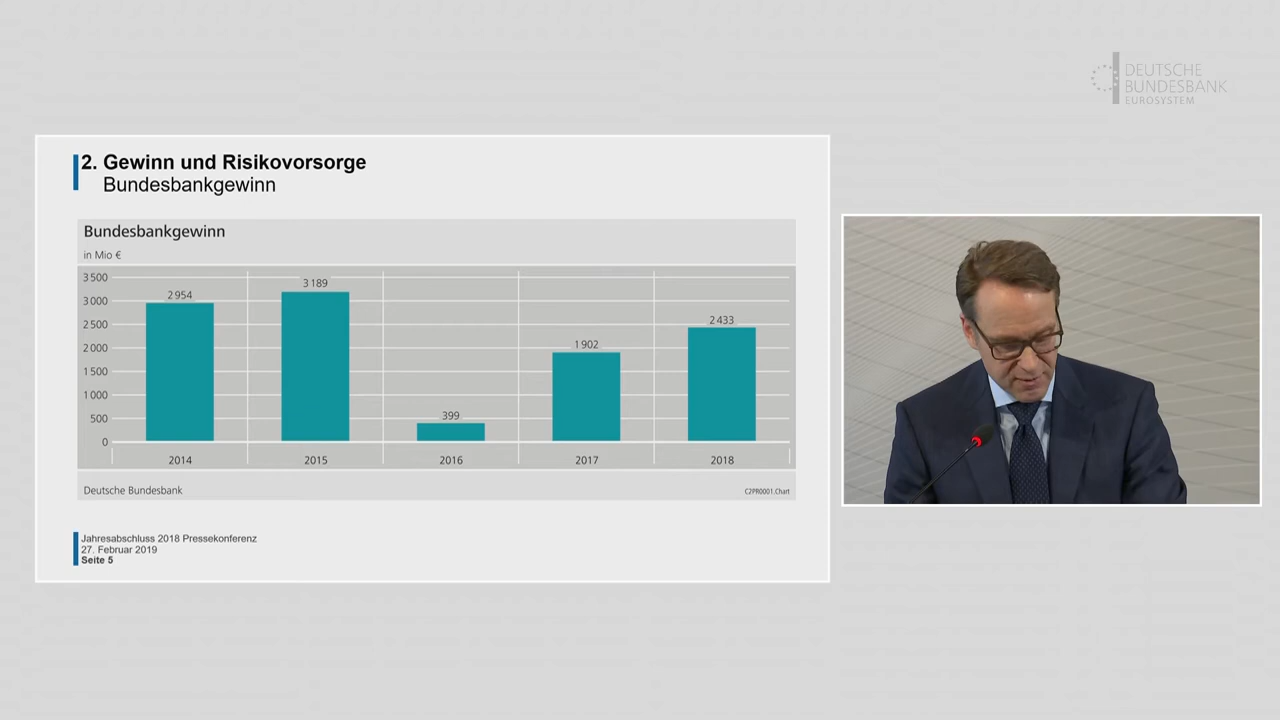 DEUTSCHE
BUNDESBANK
EUROSYSTEM
2. Gewinn und Risikovorsorge
Bundesbankgewinn
Bundesbankgewinn
in Mio €
3 500
3 000
2 500
2 000
1 500
1 000
500
0
2 954
3 189
399
1 902
2 433
2014
2015
2016
2017
2018
Deutsche Bundesbank
C2PR0001.Chart
Jahresabschluss 2018 Pressekonferenz
27. Februar 2019
Seite 5